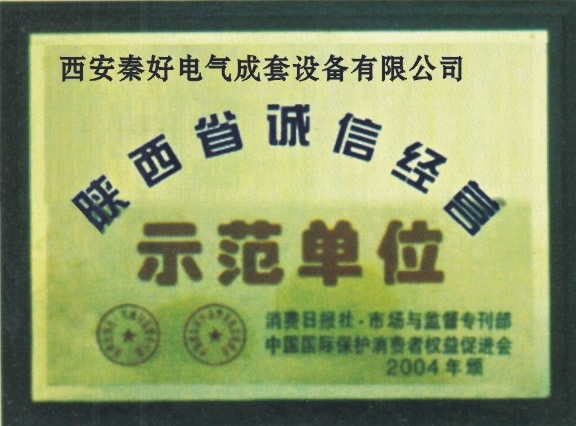 西安秦好电气成套设备有限公司
陕西省诚信经营
示范单位
消费日报社·市场与监督专刊部
中国国际保护消费者权益促进会
2004年颁